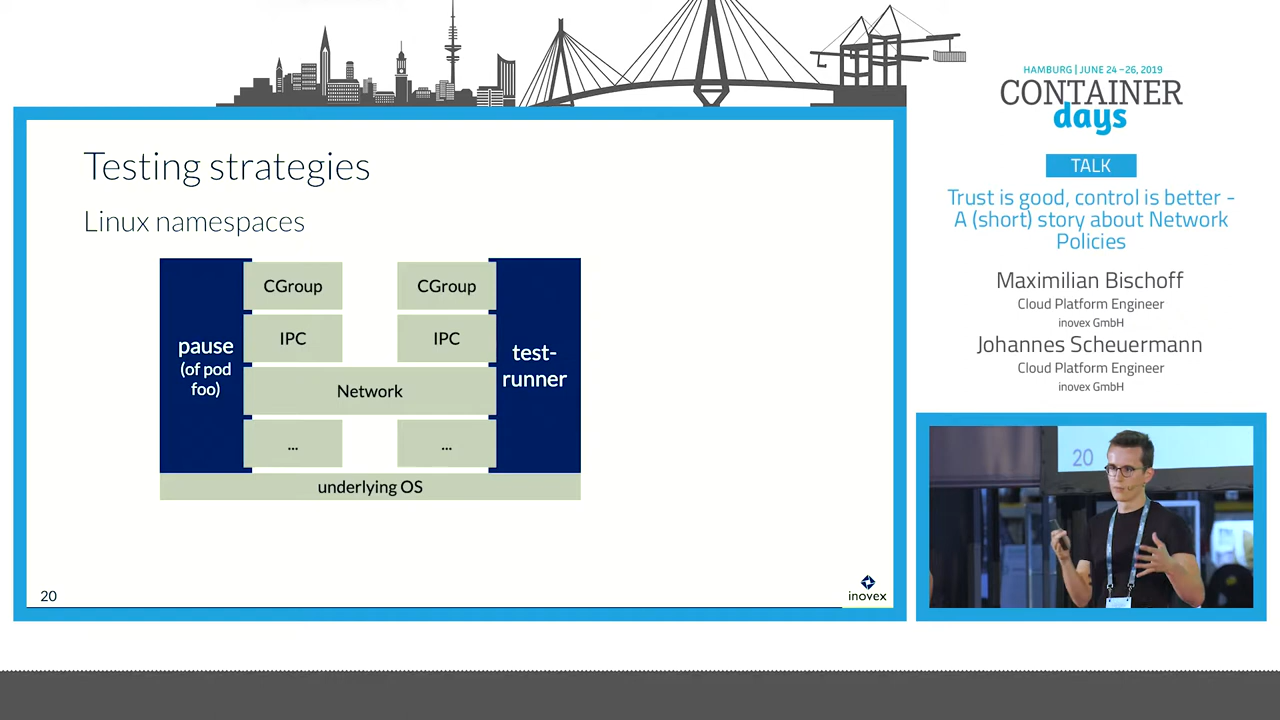 HAMBURG | JUNE 24 –26, 2019
CONTAINER
days
TALK
Trust is good, control is better -
A (short) story about Network
Policies
Maximilian Bischoff
Cloud Platform Engineer
inovex GmbH
Johannes Scheuermann
Cloud Platform Engineer
inovex GmbH
Testing strategies
Linux namespaces
pause
(of pod
foo)
CGroup
CGroup
IPC
IPC
Network
...
...
test-
runner
underlying OS
20
inovex
20